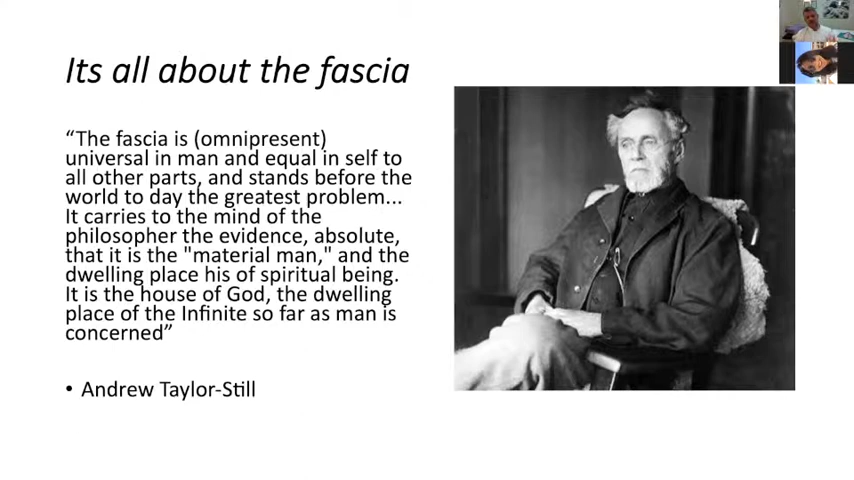 Its all about the fascia
“The fascia is (omnipresent)
universal in man and equal in self to
all other parts, and stands before the
world to day the greatest problem...
It carries to the mind of the
philosopher the evidence, absolute,
that it is the "material man," and the
dwelling place his of spiritual being.
It is the house of God, the dwelling
place of the Infinite so far as man is
concerned”
• Andrew Taylor-Still